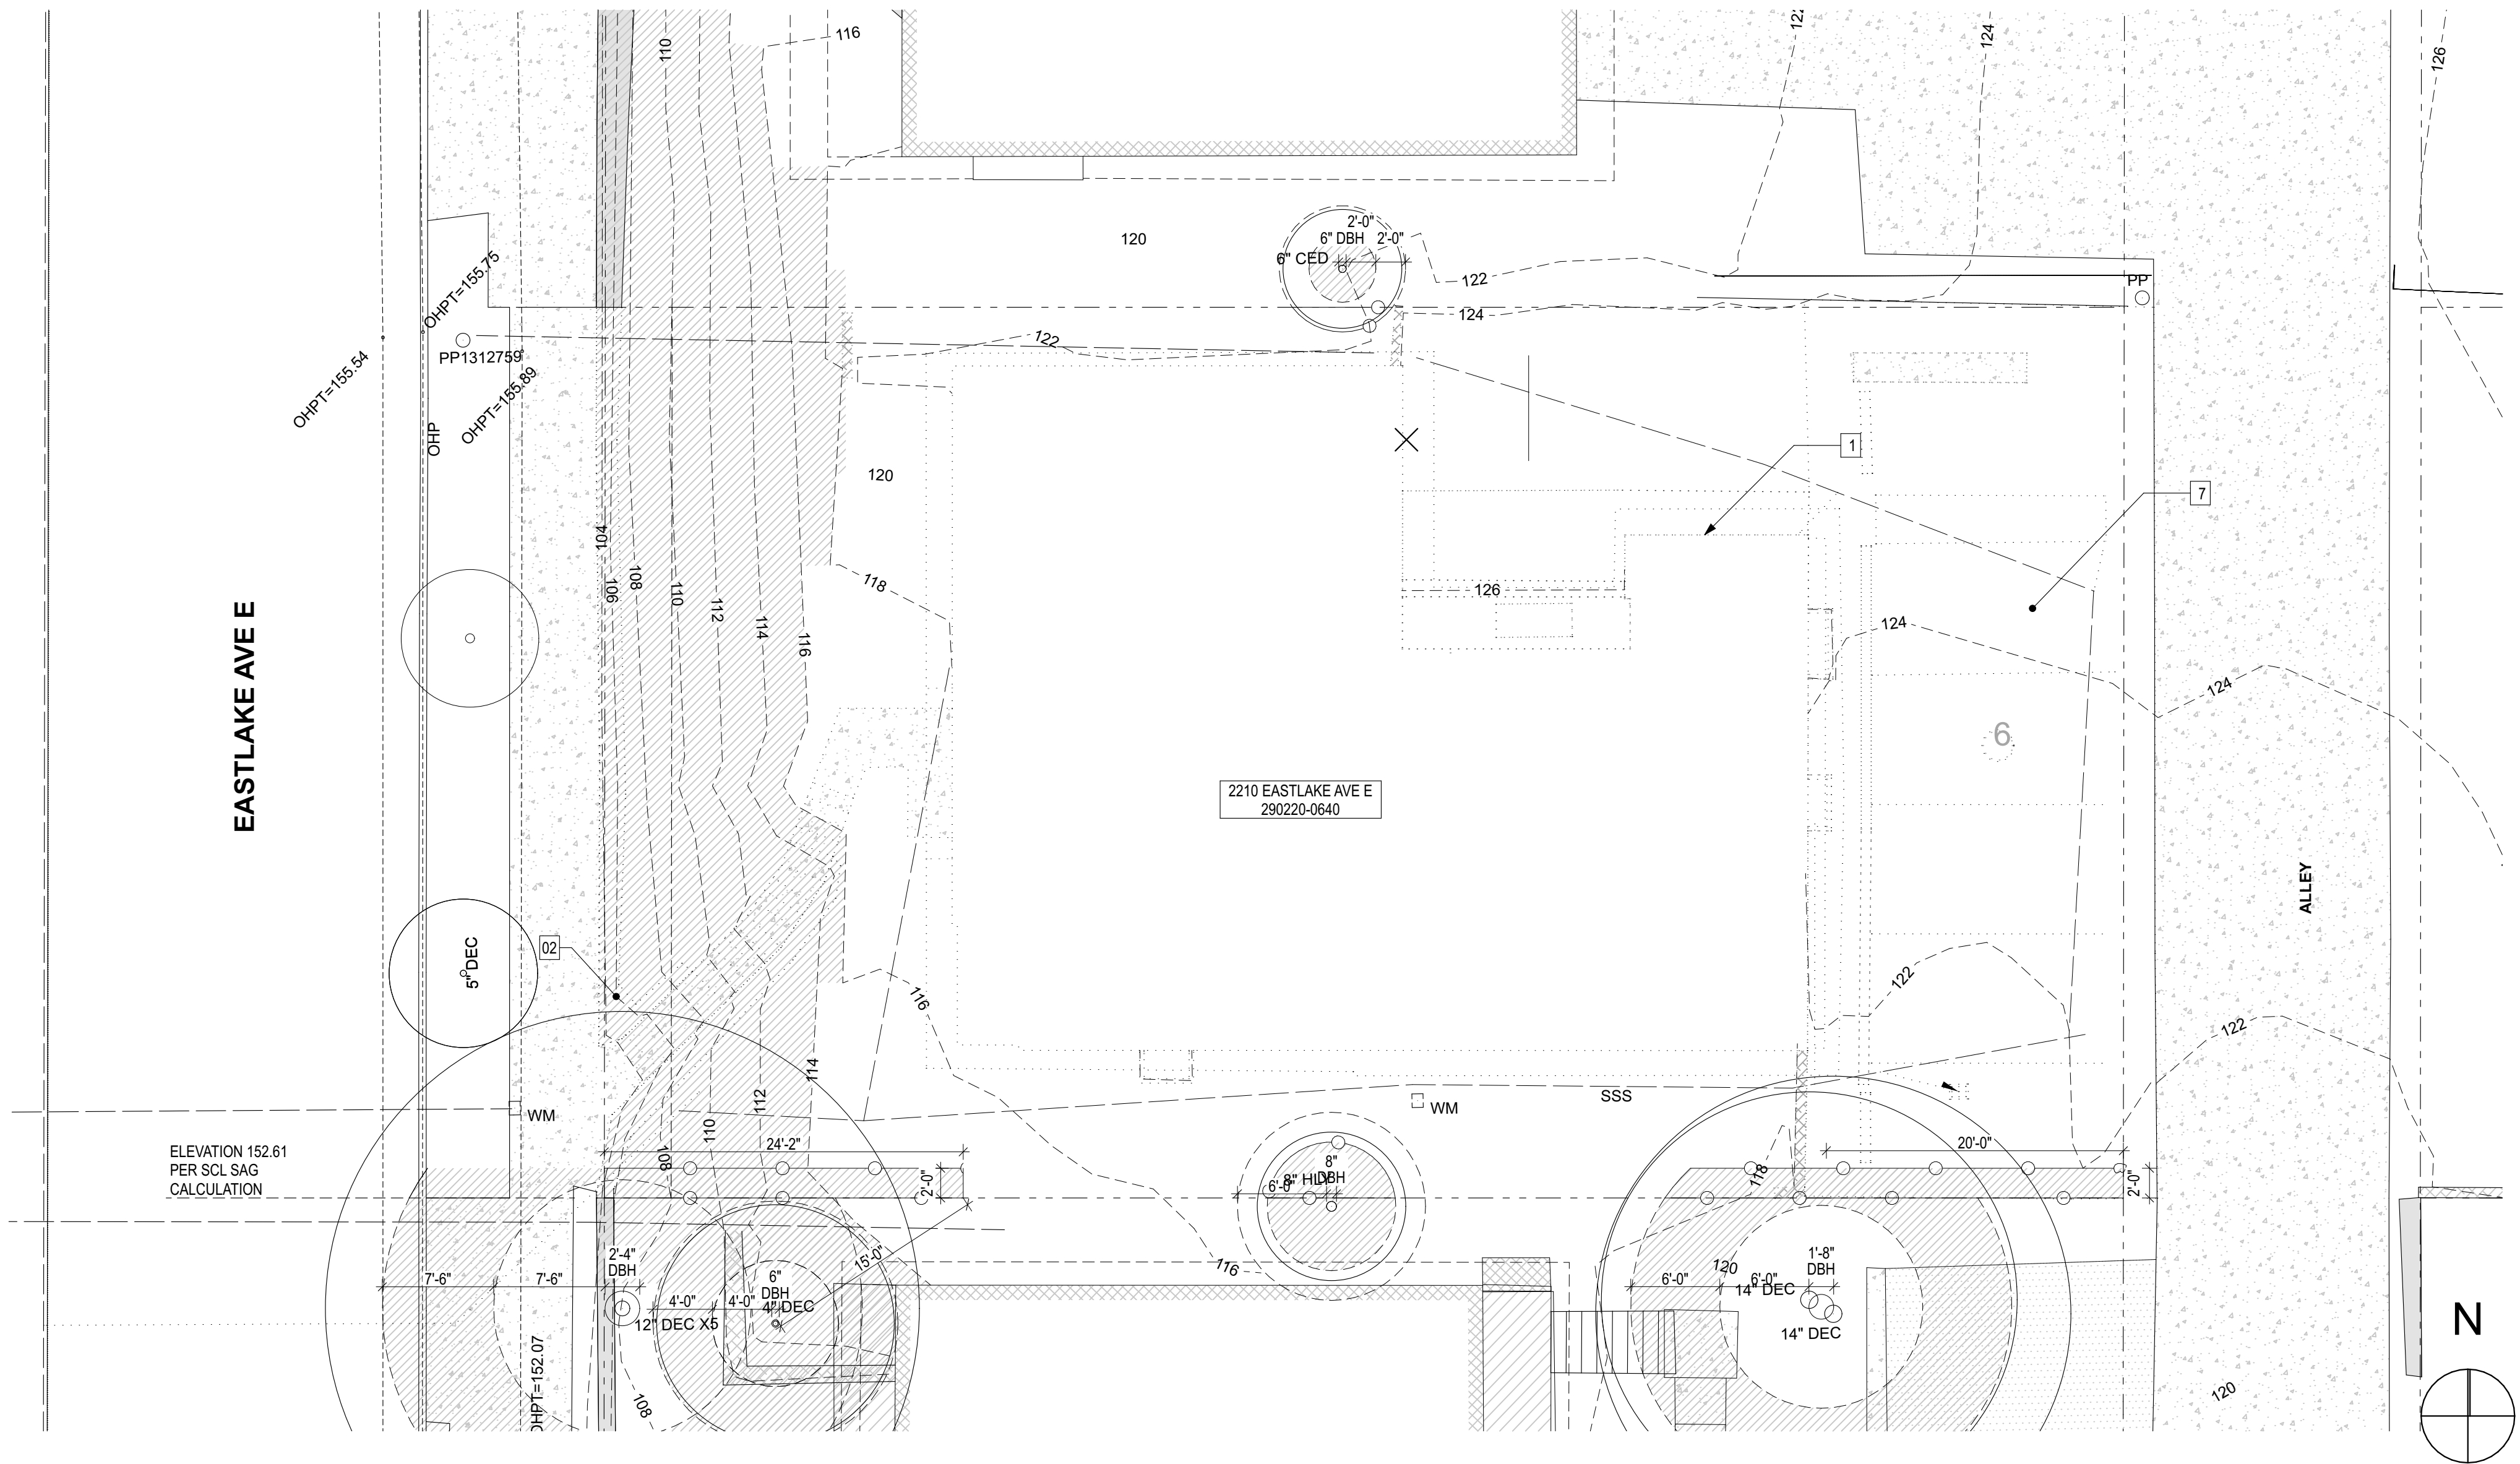 116
122
124
126
110
2'-0"
6" DBH
2'-0"
6" CED
120
122
124
PP
OHPT=155.75
PP1312759
OHPT=155.54
OHPT=155.89
OHP
122
120
1
7
104
106
108
110
112
114
116
118
126
124
124
6
EASTLAKE AVE E
2210 EASTLAKE AVE E
290220-0640
ALLEY
5" DEC
02
116
122
122
114
112
110
108
WM
WM
SSS
24'-2"
20'-0"
2'-0"
2'-0"
ELEVATION 152.61
PER SCL SAG
CALCULATION
8"
DBH
8" HLY
6'-0"
118
116
15'-0"
2'-4"
DBH
7'-6"
7'-6"
6"
DBH
4'-0"
4'-0"
4" DEC
12" DEC X5
OHPT=152.07
108
120
1'-8"
DBH
6'-0"
6'-0"
14" DEC
14" DEC
120
N